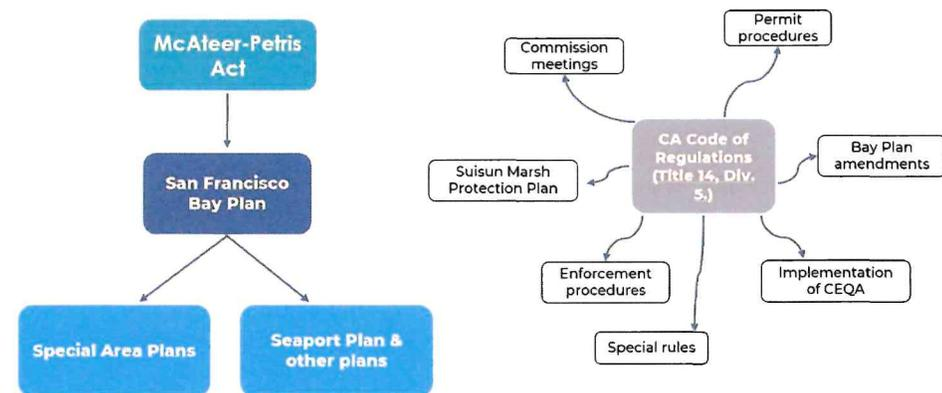 McAteer-Petris
Act
San Francisco
Bay Plan
Special Area Plans
Seaport Plan &
other plans
Permit
procedures
Commission
meetings
CA Code of
Regulations
(Title 14, Div.
5.)
Bay Plan
amendments
Suisun Marsh
Protection Plan
Enforcement
procedures
Implementation
of CEQA
Special rules